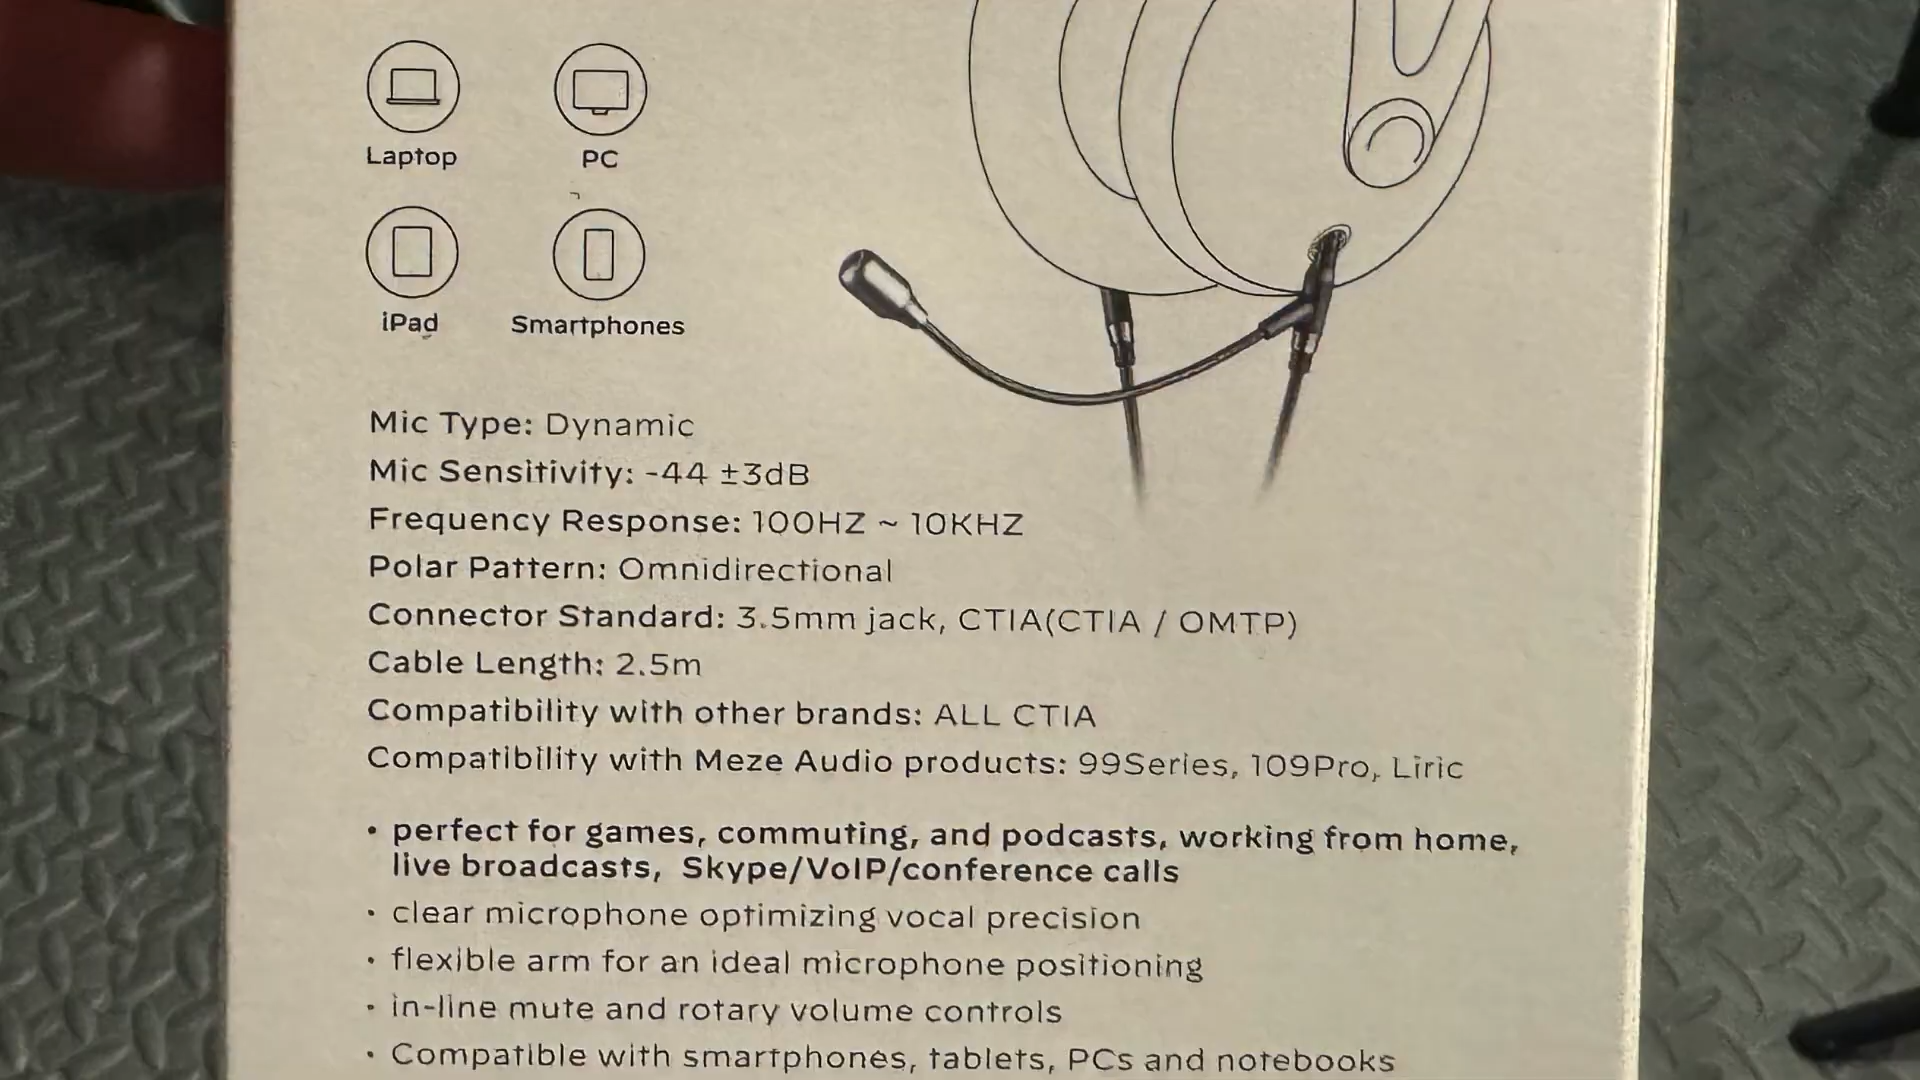 Laptop
PC
iPad
Smartphones
Mic Type: Dynamic
Mic Sensitivity: -44 ±3dB
Frequency Response: 100HZ ~ 10KHZ
Polar Pattern: Omnidirectional
Connector Standard: 3.5mm jack, CTIA(CTIA / OMTP)
Cable Length: 2.5m
Compatibility with other brands: ALL CTIA
Compatibility with Meze Audio products: 99Series, 109Pro, Liric
• perfect for games, commuting, and podcasts, working from home,
live broadcasts, Skype/VoIP/conference calls
• clear microphone optimizing vocal precision
• flexible arm for an ideal microphone positioning
• in-line mute and rotary volume controls
• Compatible with smartphones, tablets, PCs and notebooks